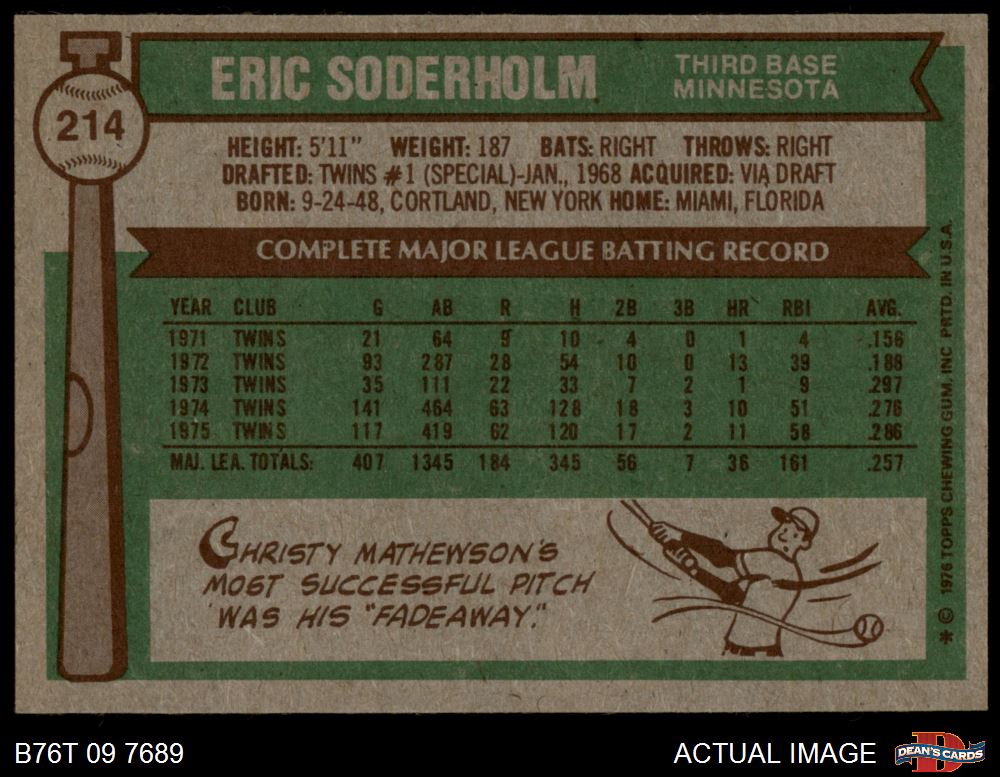 214
ERIC SODERHOLM
THIRD BASE
MINNESOTA
HEIGHT: 5'11" WEIGHT: 187 BATS: RIGHT THROWS: RIGHT
DRAFTED: TWINS #1 (SPECIAL)-JAN., 1968 ACQUIRED: VIA DRAFT
BORN: 9-24-48, CORTLAND, NEW YORK HOME: MIAMI, FLORIDA
COMPLETE MAJOR LEAGUE BATTING RECORD
YEAR CLUB G AB R H 2B 3B HR RBI AVG.
1971 TWINS 21 64 9 10 4 0 1 4 .156
1972 TWINS 93 287 28 54 10 0 13 39 .188
1973 TWINS 35 111 22 33 7 2 1 9 .297
1974 TWINS 141 464 63 128 18 3 10 51 .276
1975 TWINS 117 419 62 120 17 2 11 58 .286
MAJ. LEA. TOTALS: 407 1345 184 345 56 7 36 161 .257
CHRISTY MATHEWSON'S
MOST SUCCESSFUL PITCH
WAS HIS "FADEAWAY."
* © 1976 TOPPS CHEWING GUM, INC. PRTD. IN U.S.A.
B76T 09 7689
ACTUAL IMAGE
D
DEAN'S CARDS